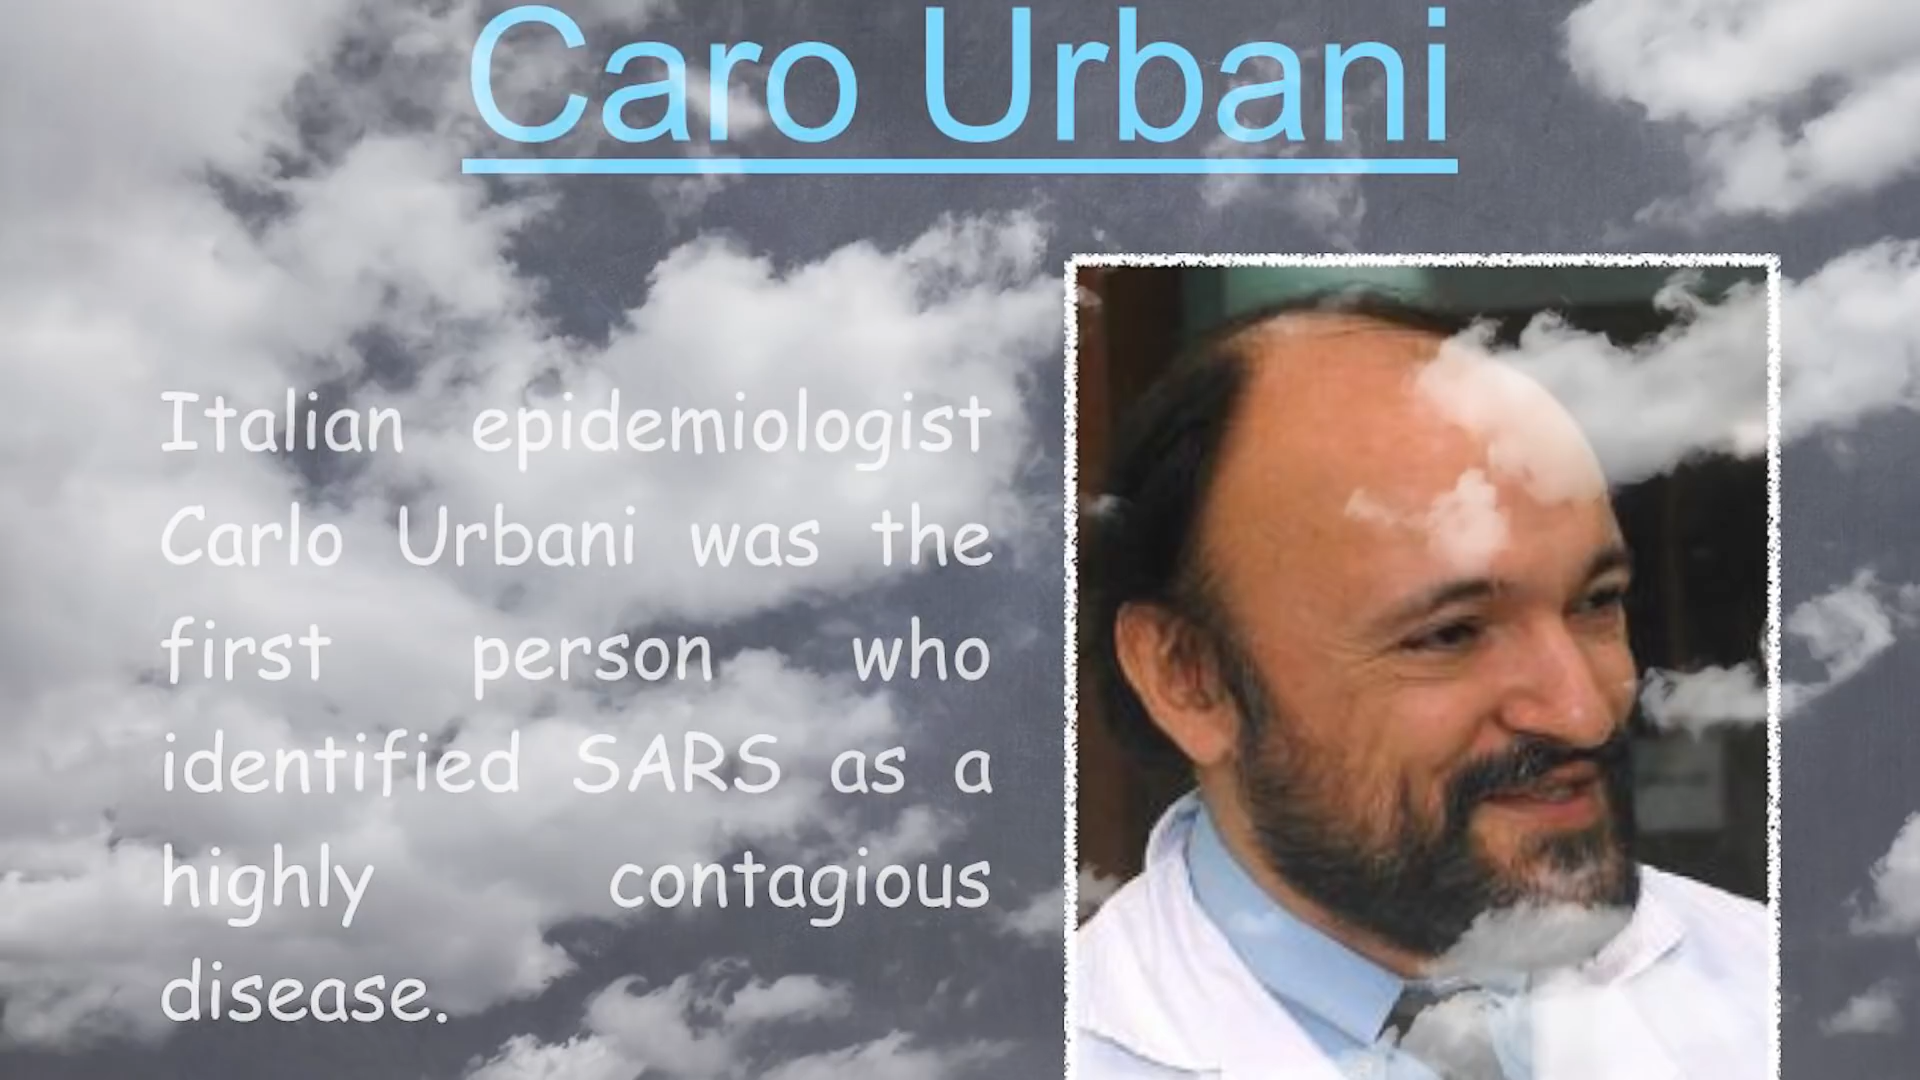 Caro Urbani
Italian epidemiologist
Carlo Urbani was the
first person who
identified SARS as a
highly contagious
disease.